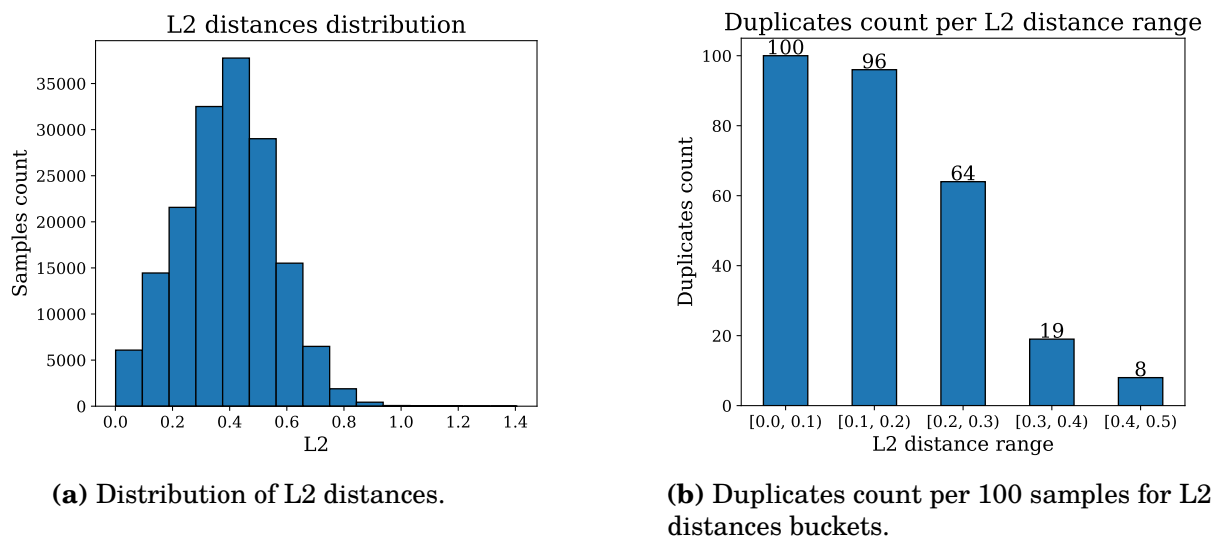 L2 distances distribution
Samples count
35000
30000
25000
20000
15000
10000
5000
0
0.0 0.2 0.4 0.6 0.8 1.0 1.2 1.4
L2
(a) Distribution of L2 distances.
Duplicates count per L2 distance range
Duplicates count
100
80
60
40
20
0
100
96
64
19
8
[0.0, 0.1) [0.1, 0.2) [0.2, 0.3) [0.3, 0.4) [0.4, 0.5)
L2 distance range
(b) Duplicates count per 100 samples for L2
distances buckets.